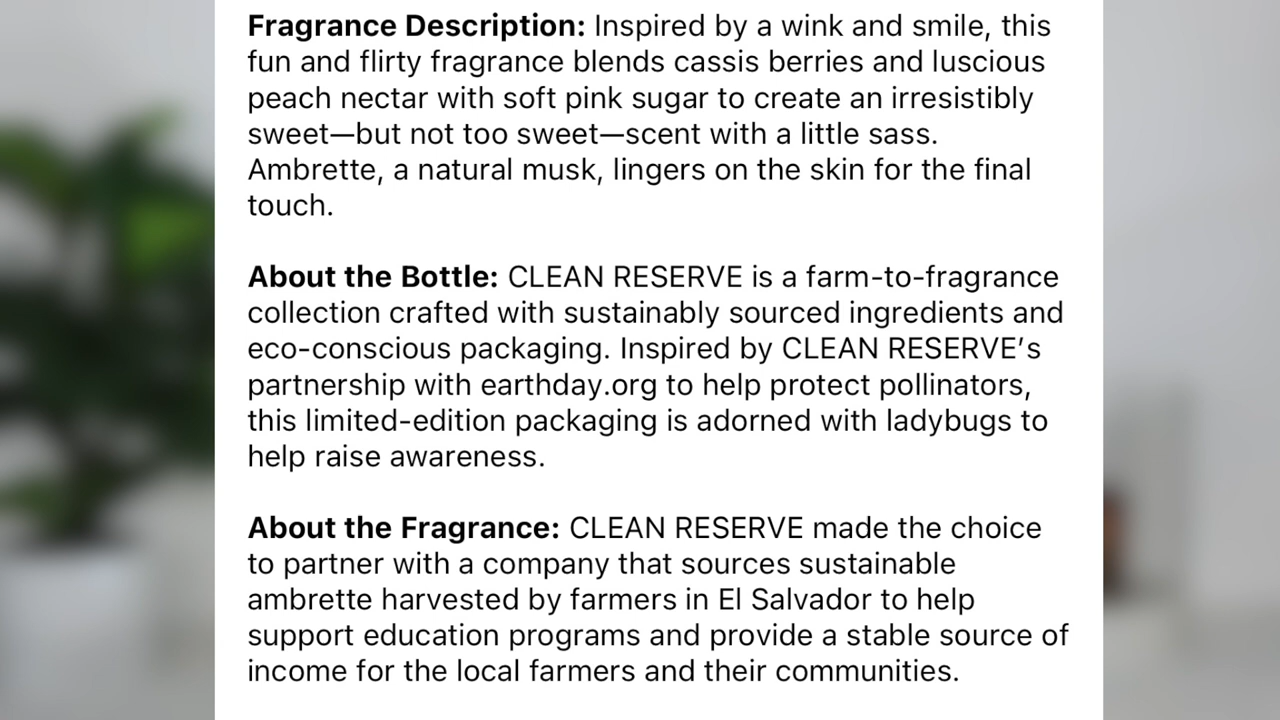 Fragrance Description: Inspired by a wink and smile, this
fun and flirty fragrance blends cassis berries and luscious
peach nectar with soft pink sugar to create an irresistibly
sweet—but not too sweet—scent with a little sass.
Ambrette, a natural musk, lingers on the skin for the final
touch.
About the Bottle: CLEAN RESERVE is a farm-to-fragrance
collection crafted with sustainably sourced ingredients and
eco-conscious packaging. Inspired by CLEAN RESERVE’s
partnership with earthday.org to help protect pollinators,
this limited-edition packaging is adorned with ladybugs to
help raise awareness.
About the Fragrance: CLEAN RESERVE made the choice
to partner with a company that sources sustainable
ambrette harvested by farmers in El Salvador to help
support education programs and provide a stable source of
income for the local farmers and their communities.